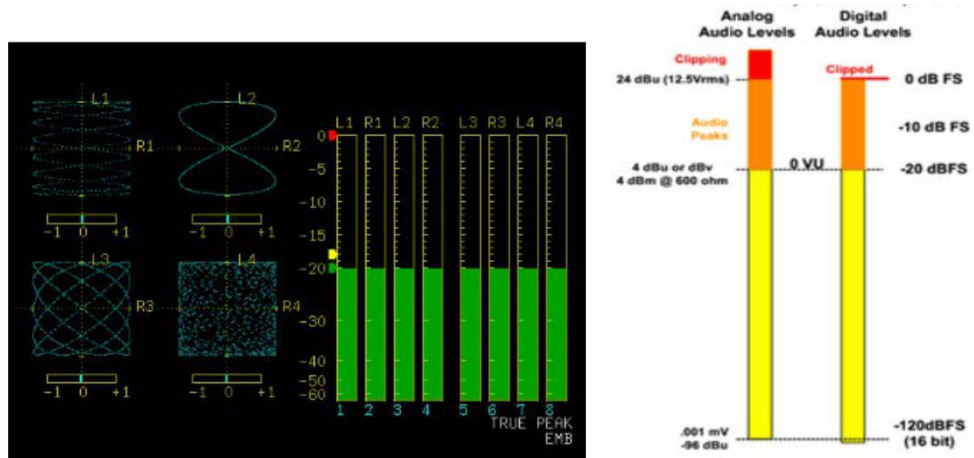 L1
R1
-1 0 +1
L2
R2
-1 0 +1
L3
R3
-1 0 +1
L4
R4
-1 0 +1
L1 R1 L2 R2 L3 R3 L4 R4
0
-5
-10
-15
-20
-30
-40
-50
-60
1 2 3 4 5 6 7 8
TRUE PEAK
EMB
Analog
Audio Levels
Digital
Audio Levels
Clipping
24 dBu (12.5Vrms)
Clipped
0 dB FS
Audio
Peaks
-10 dB FS
4 dBu or dBv
4 dBm @ 600 ohm
0 VU
-20 dBFS
.001 mV
-96 dBu
-120dBFS
(16 bit)